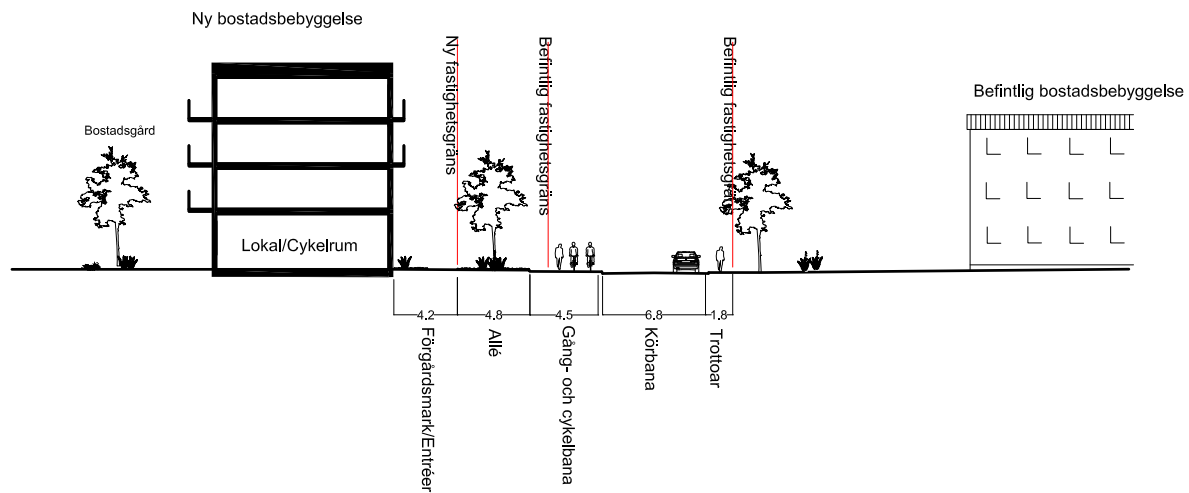 Ny bostadsbebyggelse
Ny fastighetsgräns
Befintlig fastighetsgräns
Befintlig fastighetsgräns
Befintlig bostadsbebyggelse
Bostadsgård
Lokal/Cykelrum
4.2
4.8
4.5
6.8
1.8
Förgårdsmark/Entréer
Allé
Gång- och cykelbana
Körbana
Trottoar